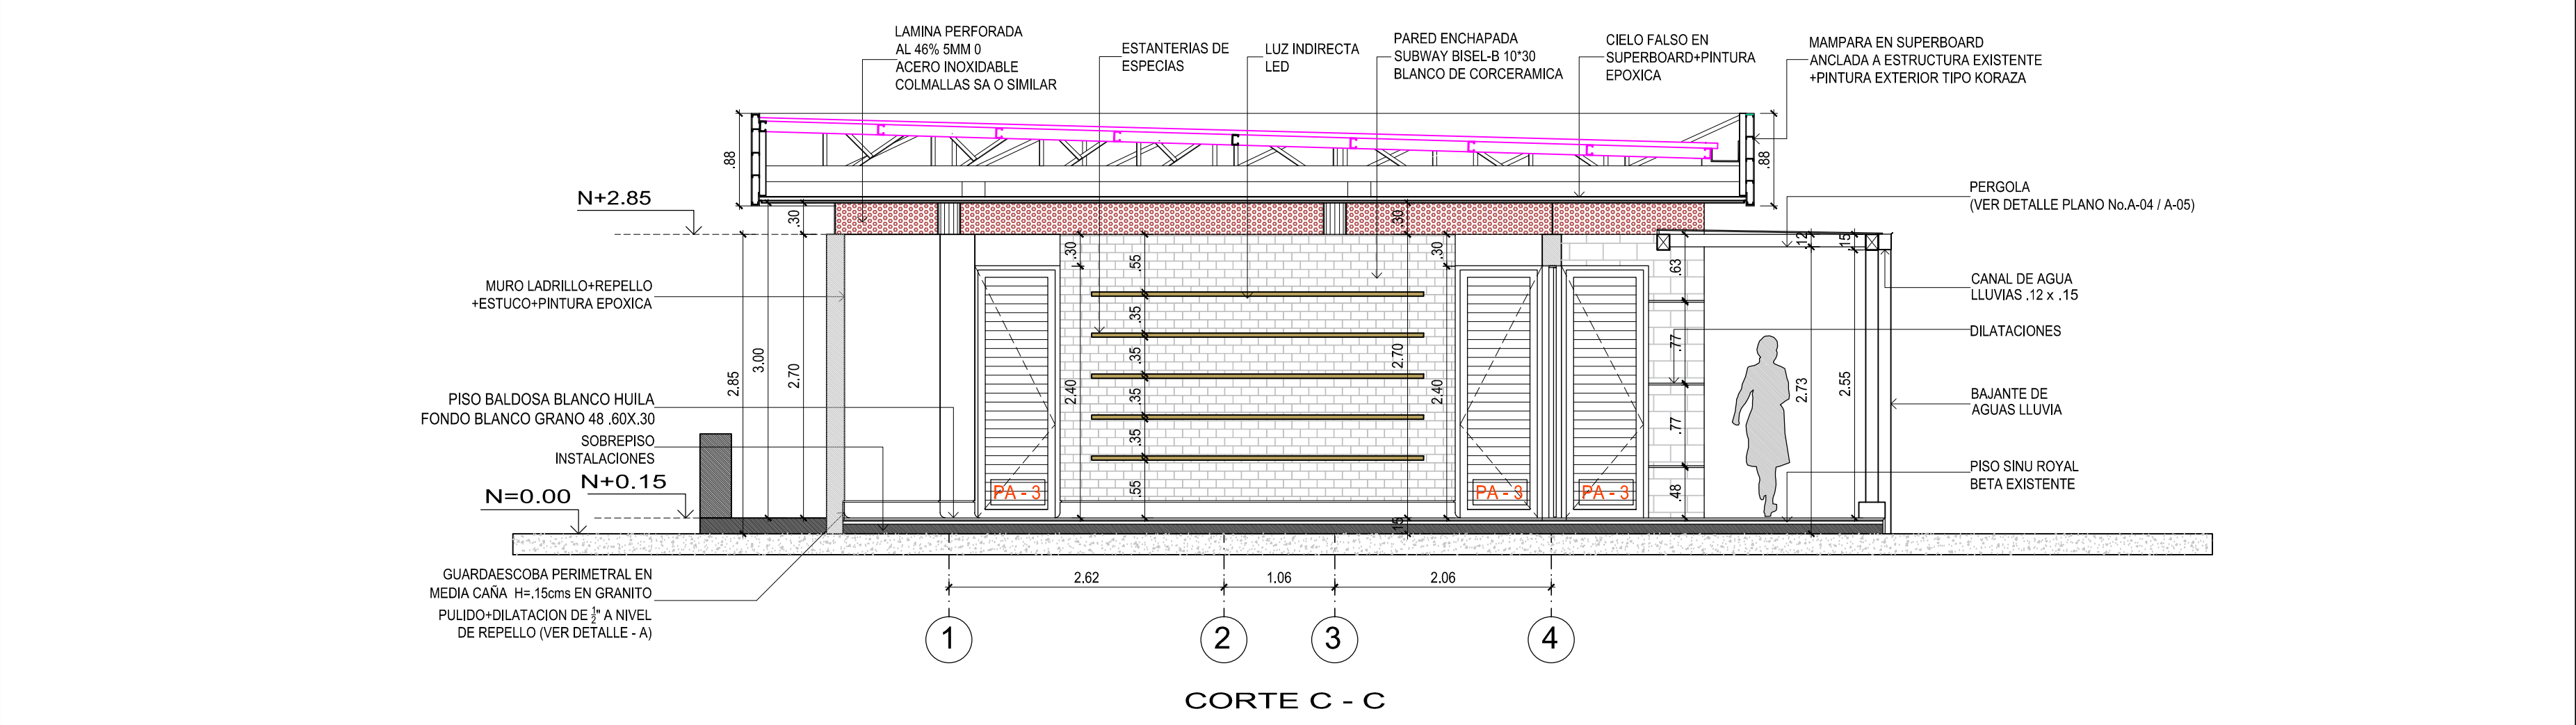 LAMINA PERFORADA
AL 46% 5MM 0
ACERO INOXIDABLE
COLMALLAS SA O SIMILAR
ESTANTERIAS DE
ESPECIAS
LUZ INDIRECTA
LED
PARED ENCHAPADA
SUBWAY BISEL-B 10*30
BLANCO DE CORCERAMICA
CIELO FALSO EN
SUPERBOARD+PINTURA
EPOXICA
MAMPARA EN SUPERBOARD
ANCLADA A ESTRUCTURA EXISTENTE
+PINTURA EXTERIOR TIPO KORAZA
.88
.88
N+2.85
PERGOLA
(VER DETALLE PLANO No.A-04 / A-05)
.30
.30
.30
.30
.55
.63
.12
.15
MURO LADRILLO+REPELLO
+ESTUCO+PINTURA EPOXICA
CANAL DE AGUA
LLUVIAS .12 x .15
DILATACIONES
2.85
3.00
2.70
2.40
.35
.35
.35
.35
.55
2.70
2.40
.77
.77
.48
2.73
2.55
PISO BALDOSA BLANCO HUILA
FONDO BLANCO GRANO 48 .60X.30
BAJANTE DE
AGUAS LLUVIA
SOBREPISO
INSTALACIONES
PISO SINU ROYAL
BETA EXISTENTE
N+0.15
N=0.00
PA - 3
PA - 3
PA - 3
.15
GUARDAESCOBA PERIMETRAL EN
MEDIA CAÑA H=.15cms EN GRANITO
PULIDO+DILATACION DE ½" A NIVEL
DE REPELLO (VER DETALLE - A)
2.62
1.06
2.06
1
2
3
4
CORTE C - C